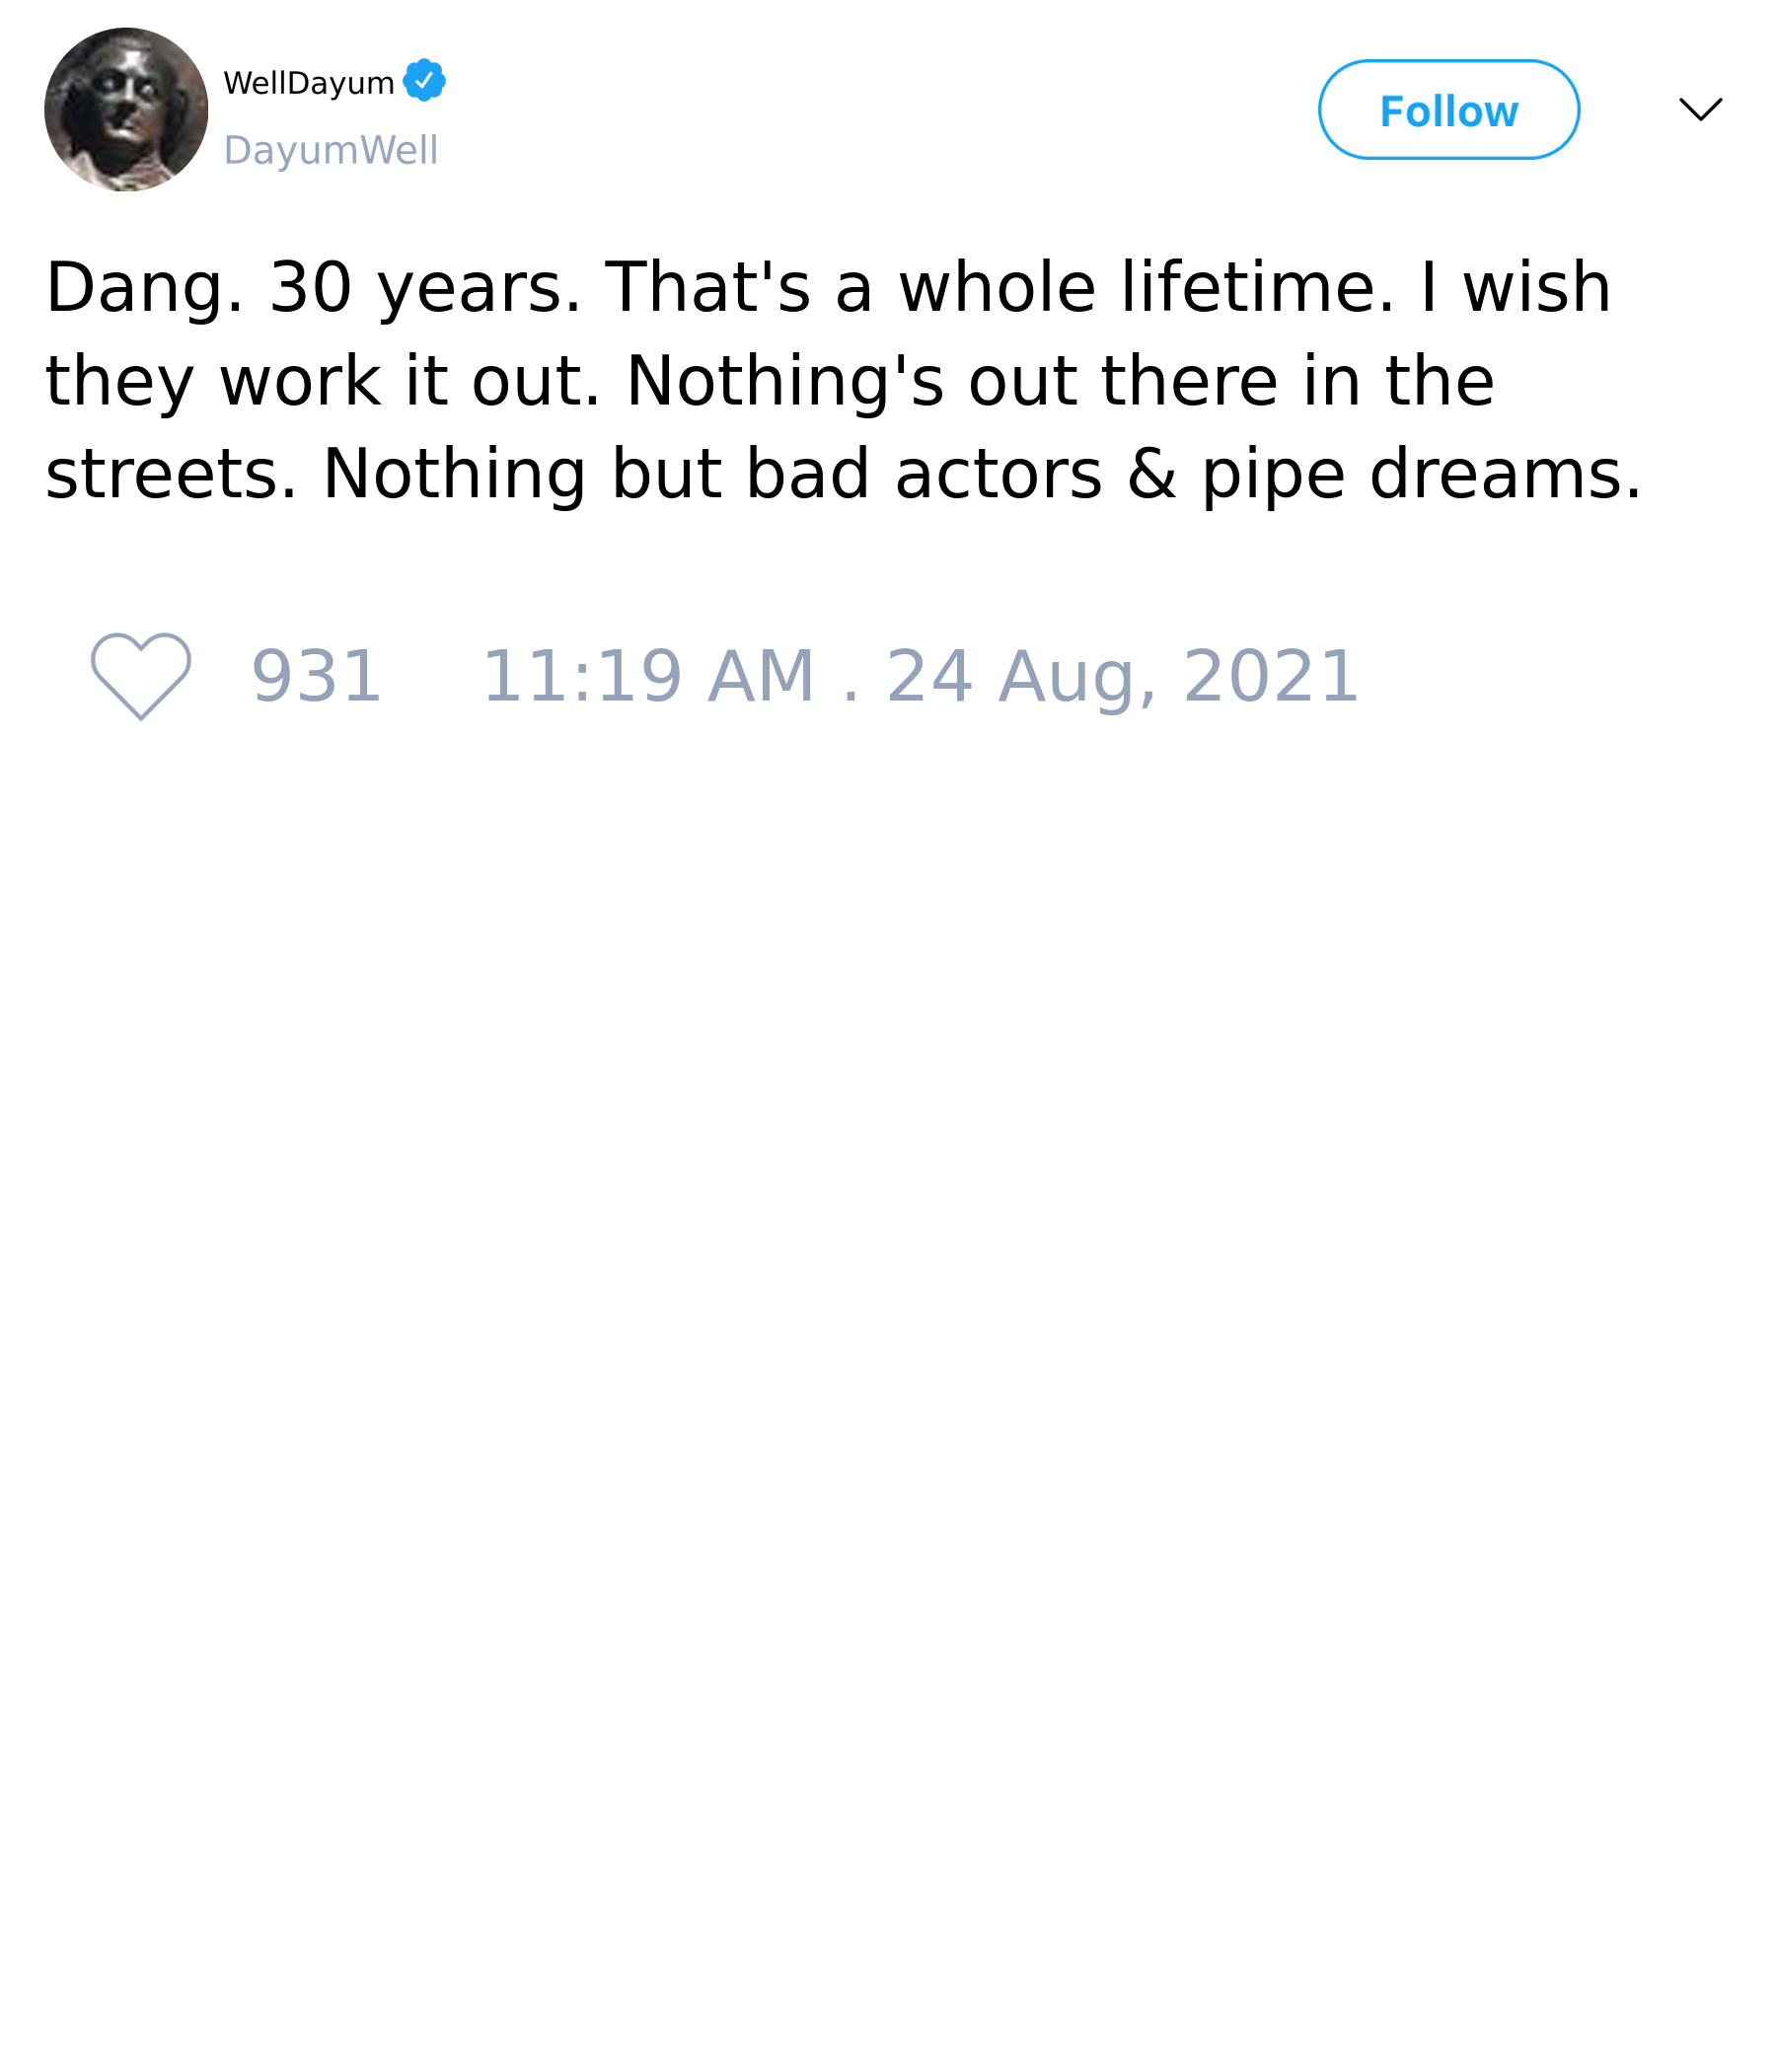 WellDayum
DayumWell
Follow
Dang. 30 years. That's a whole lifetime. I wish
they work it out. Nothing's out there in the
streets. Nothing but bad actors & pipe dreams.
931 11:19 AM . 24 Aug, 2021